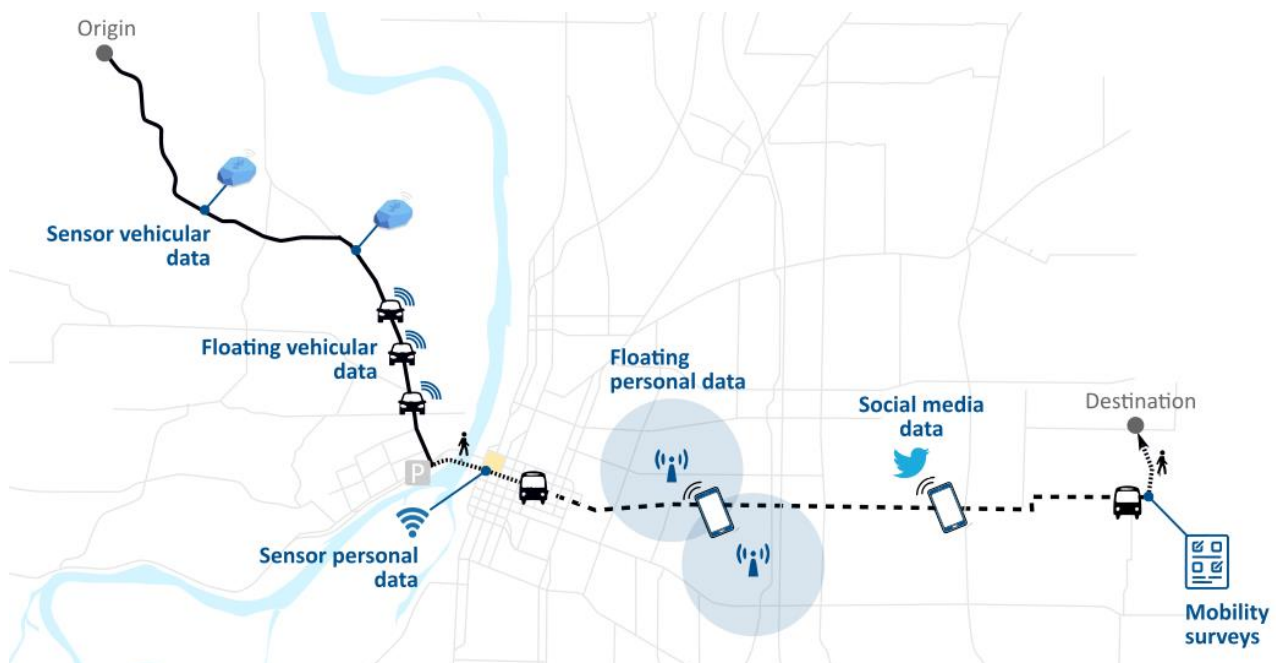 Origin
Sensor vehicular
data
Floating vehicular
data
P
Sensor personal
data
Floating
personal data
Social media
data
Destination
Mobility
surveys